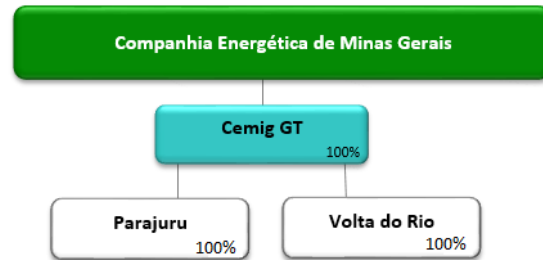 Companhia Energética de Minas Gerais
Cemig GT
100%
Parajuru
100%
Volta do Rio
100%